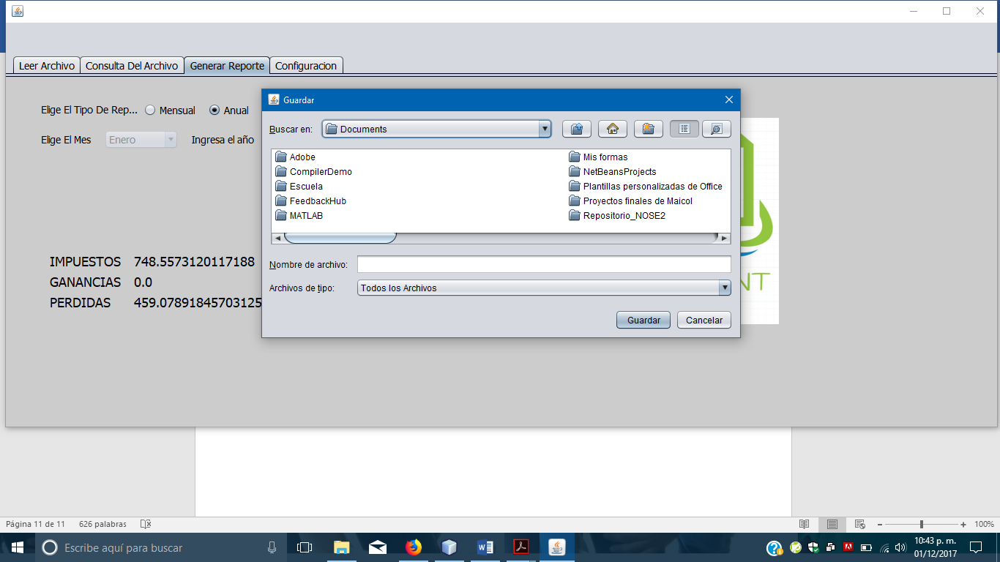 Leer Archivo Consulta Del Archivo Generar Reporte Configuracion
Guardar
Elige El Tipo De Rep... Mensual Anual
Buscar en: Documents
Elige El Mes Enero Ingresa el año
Adobe Mis formas
CompilerDemo NetBeansProjects
Escuela Plantillas personalizadas de Office
FeedbackHub Proyectos finales de Maicol
MATLAB Repositorio_NOSE2
IMPUESTOS 748.5573120117188
GANANCIAS 0.0
PERDIDAS 459.07891845703125
Nombre de archivo:
Archivos de tipo: Todos los Archivos
NT
Guardar Cancelar
Página 11 de 11 626 palabras 100%
Escribe aquí para buscar
10:43 p. m.
01/12/2017